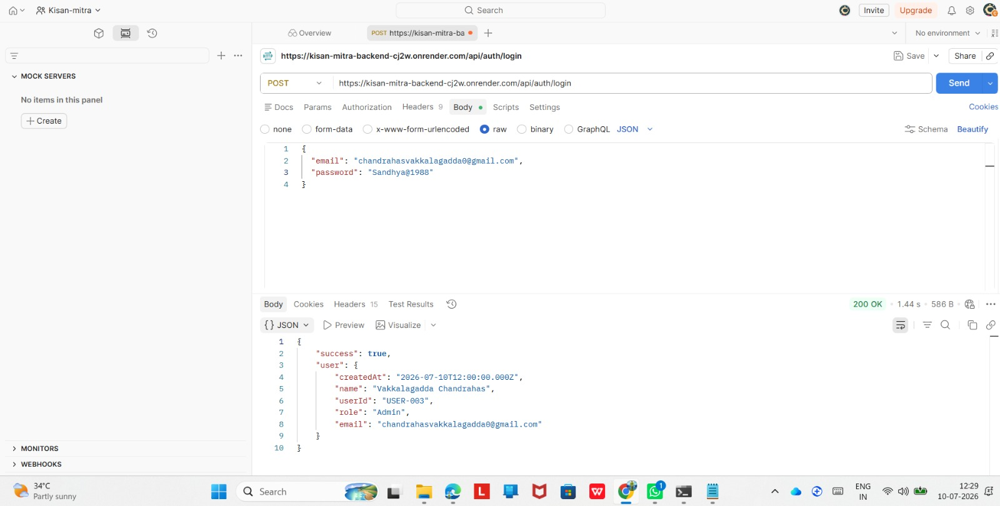 Kisan-mitra
Search
Invite
Upgrade
Overview
POST https://kisan-mitra-ba
No environment
https://kisan-mitra-backend-cj2w.onrender.com/api/auth/login
Save
Share
MOCK SERVERS
POST
https://kisan-mitra-backend-cj2w.onrender.com/api/auth/login
Send
No items in this panel
Docs Params Authorization Headers 9 Body Scripts Settings
Cookies
+ Create
none form-data x-www-form-urlencoded raw binary GraphQL JSON
Schema Beautify
1 {
2 "email": "chandrahasvakkalagadda0@gmail.com",
3 "password": "Sandhya@1988"
4 }
Body Cookies Headers 15 Test Results
200 OK • 1.44 s • 586 B
{} JSON Preview Visualize
1 {
2 "success": true,
3 "user": {
4 "createdAt": "2026-07-10T12:00:00.000Z",
5 "name": "Vakkalagadda Chandrahas",
6 "userId": "USER-003",
7 "role": "Admin",
8 "email": "chandrahasvakkalagadda0@gmail.com"
9 }
10 }
MONITORS
WEBHOOKS
34°C
Partly sunny
Search
L
W
1
ENG
IN
12:29
10-07-2026